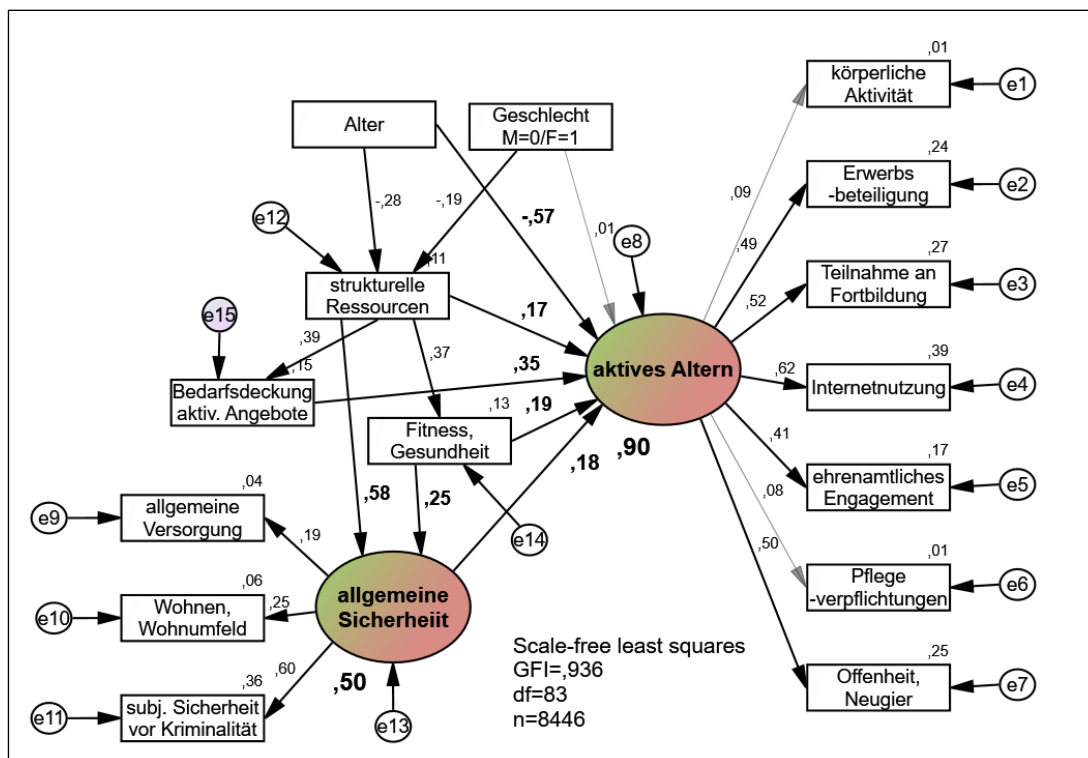 ,01
körperliche
Aktivität
e1
Alter
Geschlecht
M=0/F=1
,24
Erwerbs
-beteiligung
e2
,09
-,28
-,19
-,57
,01
e12
e8
,49
,11
strukturelle
Ressourcen
,27
Teilnahme an
Fortbildung
e3
,52
e15
,39
,15
,37
,17
,35
aktives Altern
,62
,39
Internetnutzung
e4
Bedarfsdeckung
aktiv. Angebote
,13
,19
Fitness,
Gesundheit
,18
,90
,41
,17
ehrenamtliches
Engagement
e5
,58
,25
,08
,04
allgemeine
Versorgung
e9
,19
e14
,50
,01
Pflege
-verpflichtungen
e6
,06
Wohnen,
Wohnumfeld
e10
,25
allgemeine
Sicherheiit
Scale-free least squares
GFI=,936
df=83
n=8446
,25
Offenheit,
Neugier
e7
,36
subj. Sicherheit
vor Kriminalität
e11
,60
,50
e13